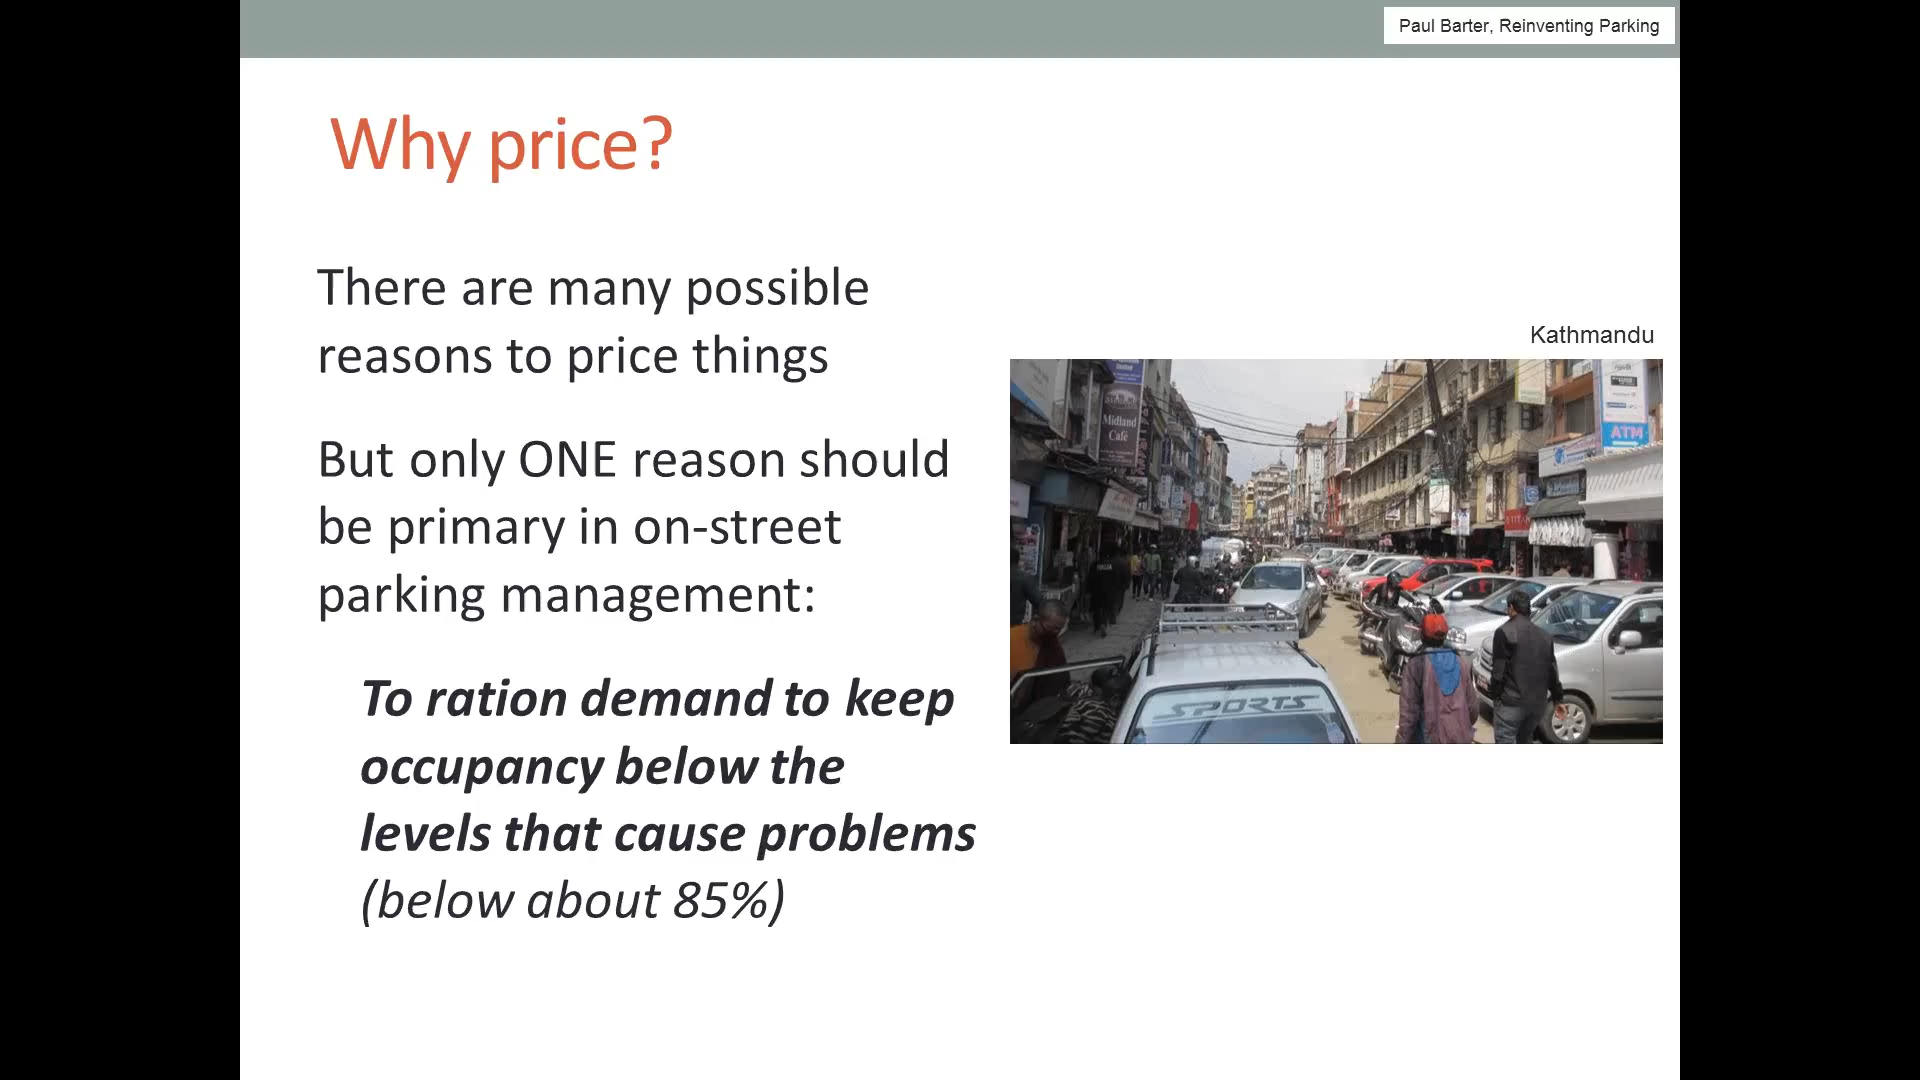 Paul Barter, Reinventing Parking
Why price?
There are many possible
reasons to price things
But only ONE reason should
be primary in on-street
parking management:
To ration demand to keep
occupancy below the
levels that cause problems
(below about 85%)
Kathmandu
Midland
Café
ATM
SPORTS